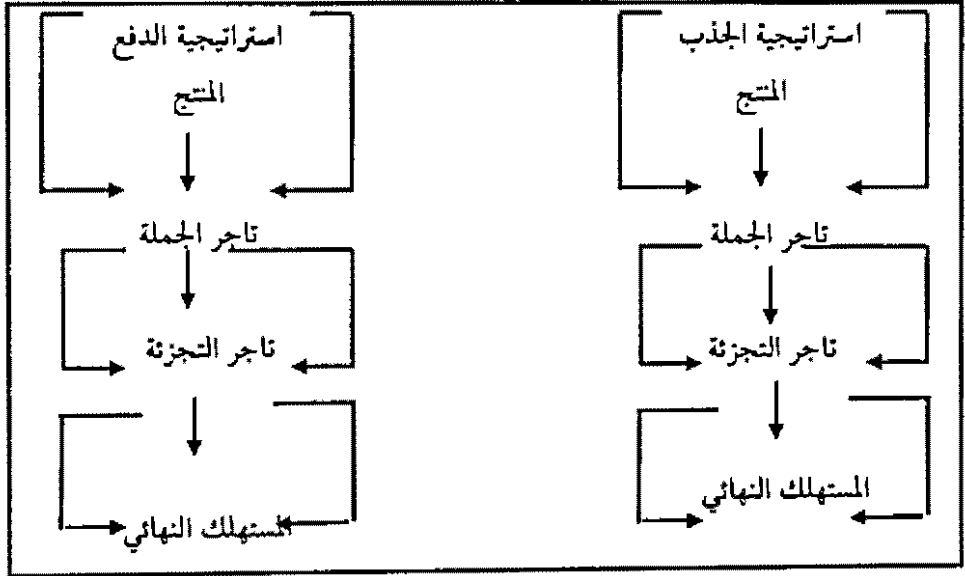 استراتيجية الجذب
المنتج
تاجر الجملة
تاجر التجزئة
المستهلك النهائي
استراتيجية الدفع
المنتج
تاجر الجملة
تاجر التجزئة
المستهلك النهائي